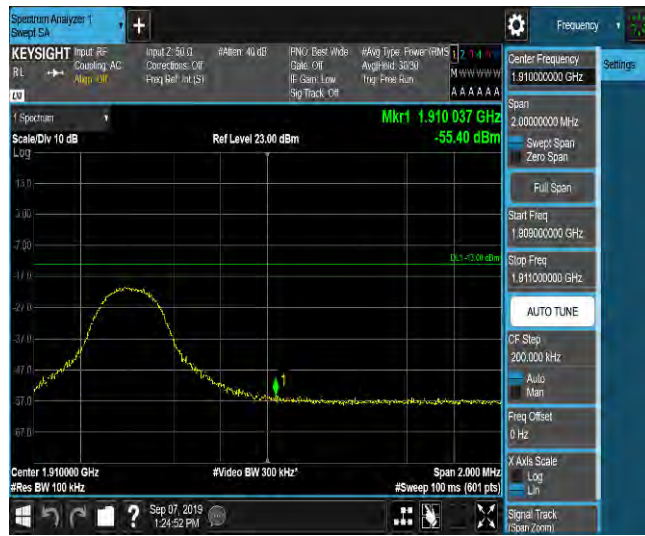 Spectrum Analyzer 1
Swept SA
Frequency
KEYSIGHT
RL
Input: RF
Coupling: AC
Align: Off
Input Z: 50 Ω
Corrections: Off
Freq Ref: Int (S)
#Atten: 40 dB
PNO: Best Wide
Gate: Off
IF Gain: Low
Sig Track: Off
#Avg Type: Power (RMS
Avg|Hold: 30/30
Trig: Free Run
M W W W W W
A A A A A A
LW
1 Spectrum
Scale/Div 10 dB
Log
Ref Level 23.00 dBm
Mkr1 1.910 037 GHz
-55.40 dBm
13.0
3.00
-7.00
-17.0
-27.0
-37.0
-47.0
-57.0
-67.0
DL1 -13.00 dBm
1
Center 1.910000 GHz
#Res BW 100 kHz
#Video BW 300 kHz*
Span 2.000 MHz
#Sweep 100 ms (601 pts)
Sep 07, 2019
1:24:52 PM
?
Center Frequency
1.910000000 GHz
Settings
Span
2.00000000 MHz
Swept Span
Zero Span
Full Span
Start Freq
1.909000000 GHz
Stop Freq
1.911000000 GHz
AUTO TUNE
CF Step
200.000 kHz
Auto
Man
Freq Offset
0 Hz
X Axis Scale
Log
Lin
Signal Track
(Span Zoom)